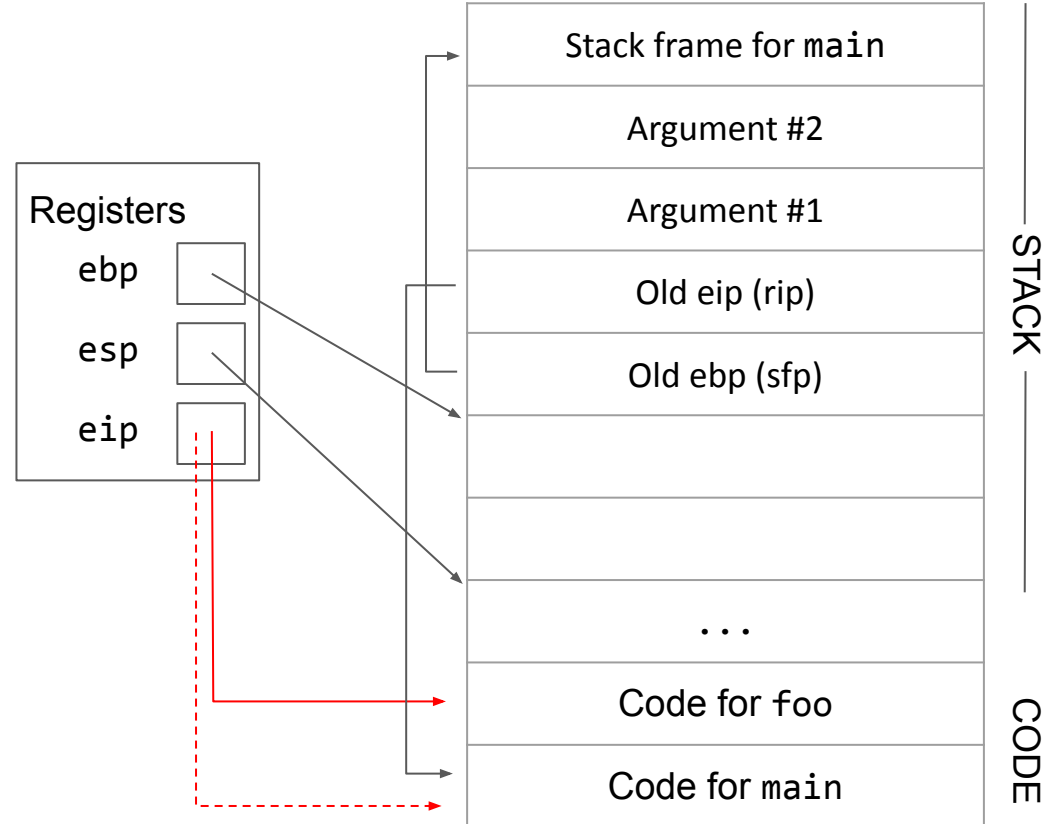 Registers
ebp
esp
eip
Stack frame for main
Argument #2
Argument #1
Old eip (rip)
Old ebp (sfp)
...
Code for foo
Code for main
STACK
CODE